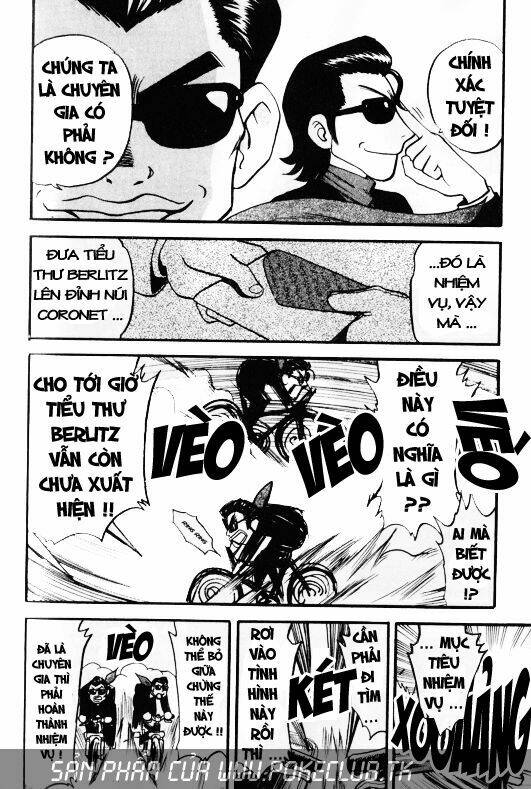 CHÍNH
XÁC
TUYỆT
ĐỐI !
CHÚNG TA
LÀ CHUYÊN
GIA CÓ
PHẢI
KHÔNG ?
...ĐÓ LÀ
NHIỆM
VỤ, VẬY
MÀ ...
ĐƯA TIỂU
THƯ BERLITZ
LÊN ĐỈNH NÚI
CORONET ...
VÈO
ĐIỀU
NÀY
CÓ
NGHĨA
LÀ GÌ
??
AI MÀ
BIẾT
ĐƯỢC
!?
VÈO
VÈO
CHO TỚI GIỜ
TIỂU THƯ
BERLITZ
VẪN CÒN
CHƯA XUẤT
HIỆN !!
... MỤC
TIÊU
NHIỆM
VỤ ...
CẦN
PHẢI
ĐI
TÌM
...
KÉT
RƠI
VÀO
TÌNH
HÌNH
NÀY RỒI
THÌ
KHÔNG
THỂ BỎ
GIỮA
CHỪNG THẾ
NÀY
ĐƯỢC !!
VÈO
ĐÃ LÀ
CHUYÊN
GIA THÌ
PHẢI
HOÀN
THÀNH
NHIỆM
VỤ !
SẢN PHẨM CỦA WWW.POKECLUB.TK